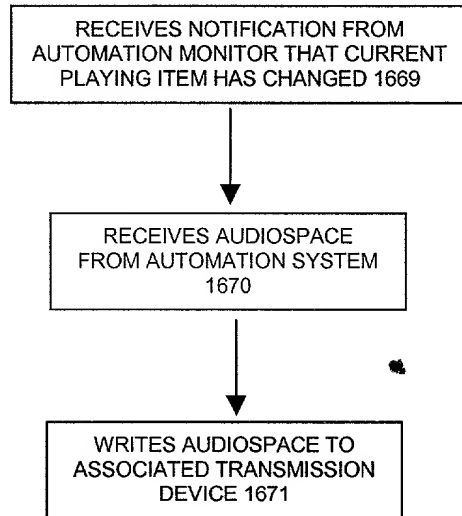 RECEIVES NOTIFICATION FROM
AUTOMATION MONITOR THAT CURRENT
PLAYING ITEM HAS CHANGED 1669
RECEIVES AUDIOSPACE
FROM AUTOMATION SYSTEM
1670
WRITES AUDIOSPACE TO
ASSOCIATED TRANSMISSION
DEVICE 1671